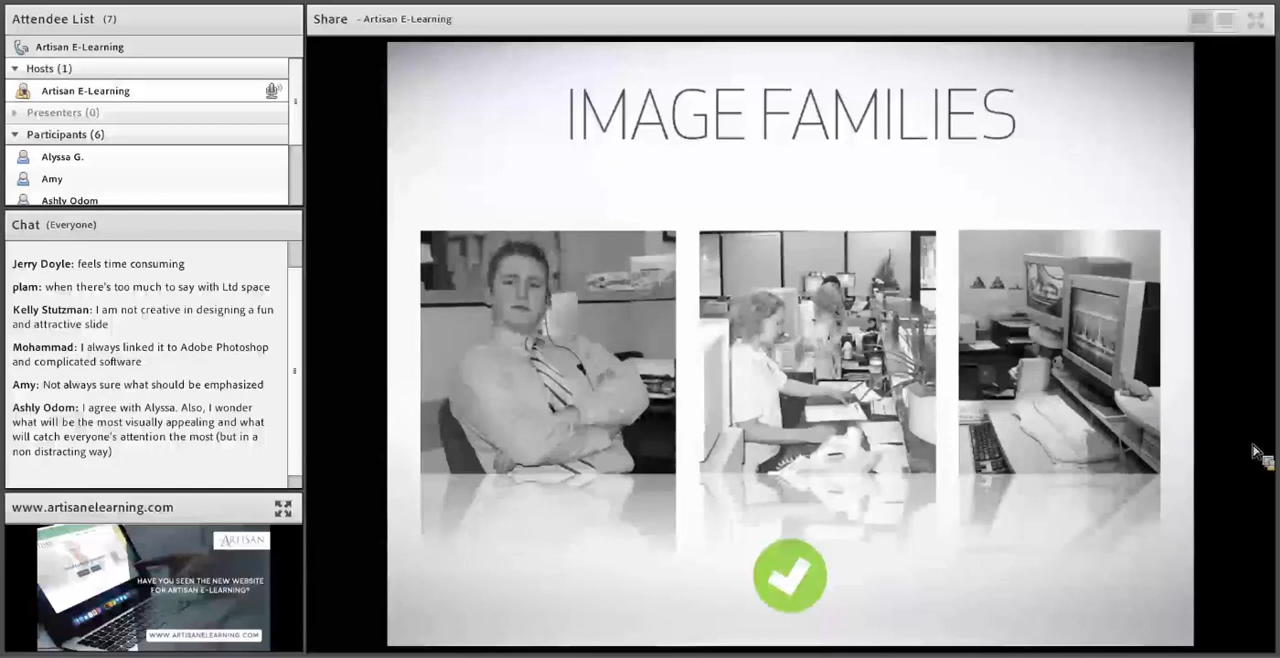 Attendee List (7)
Artisan E-Learning
Hosts (1)
Artisan E-Learning
Presenters (0)
Participants (6)
Alyssa G.
Amy
Ashly Odom
Chat (Everyone)
Jerry Doyle: feels time consuming
plam: when there's too much to say with Ltd space
Kelly Stutzman: I am not creative in designing a fun
and attractive slide
Mohammad: I always linked it to Adobe Photoshop
and complicated software
Amy: Not always sure what should be emphasized
Ashly Odom: I agree with Alyssa. Also, I wonder
what will be the most visually appealing and what
will catch everyone's attention the most (but in a
non distracting way)
www.artisanelearning.com
ARTISAN
HAVE YOU SEEN THE NEW WEBSITE
FOR ARTISAN E-LEARNING?
WWW.ARTISANELEARNING.COM
Share - Artisan E-Learning
IMAGE FAMILIES